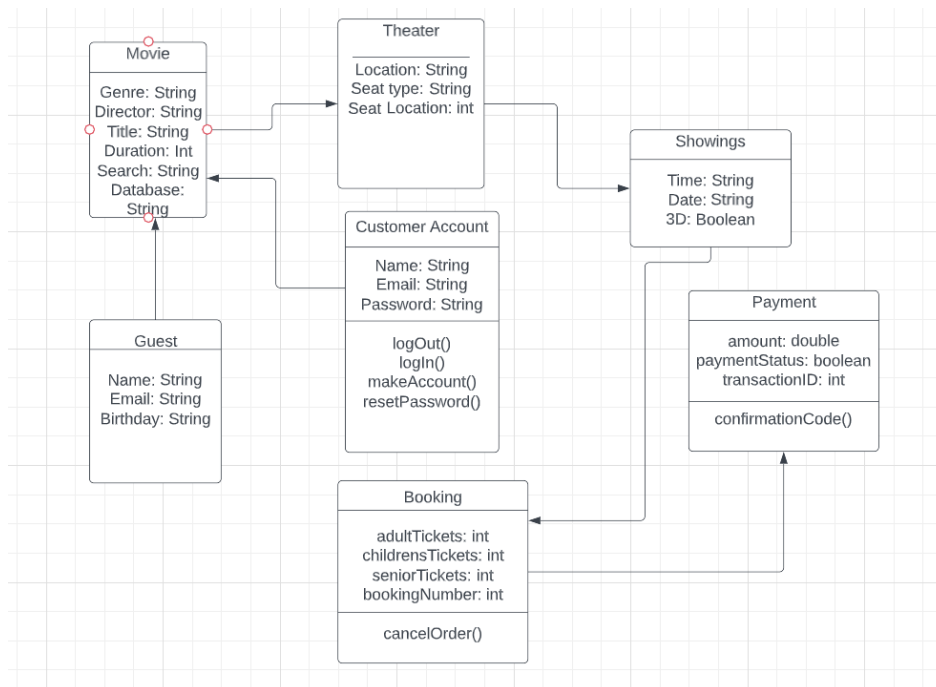 Movie
Genre: String
Director: String
Title: String
Duration: Int
Search: String
Database:
String
Theater
Location: String
Seat type: String
Seat Location: int
Showings
Time: String
Date: String
3D: Boolean
Customer Account
Name: String
Email: String
Password: String
logOut()
logIn()
makeAccount()
resetPassword()
Payment
amount: double
paymentStatus: boolean
transactionID: int
confirmationCode()
Guest
Name: String
Email: String
Birthday: String
Booking
adultTickets: int
childrensTickets: int
seniorTickets: int
bookingNumber: int
cancelOrder()